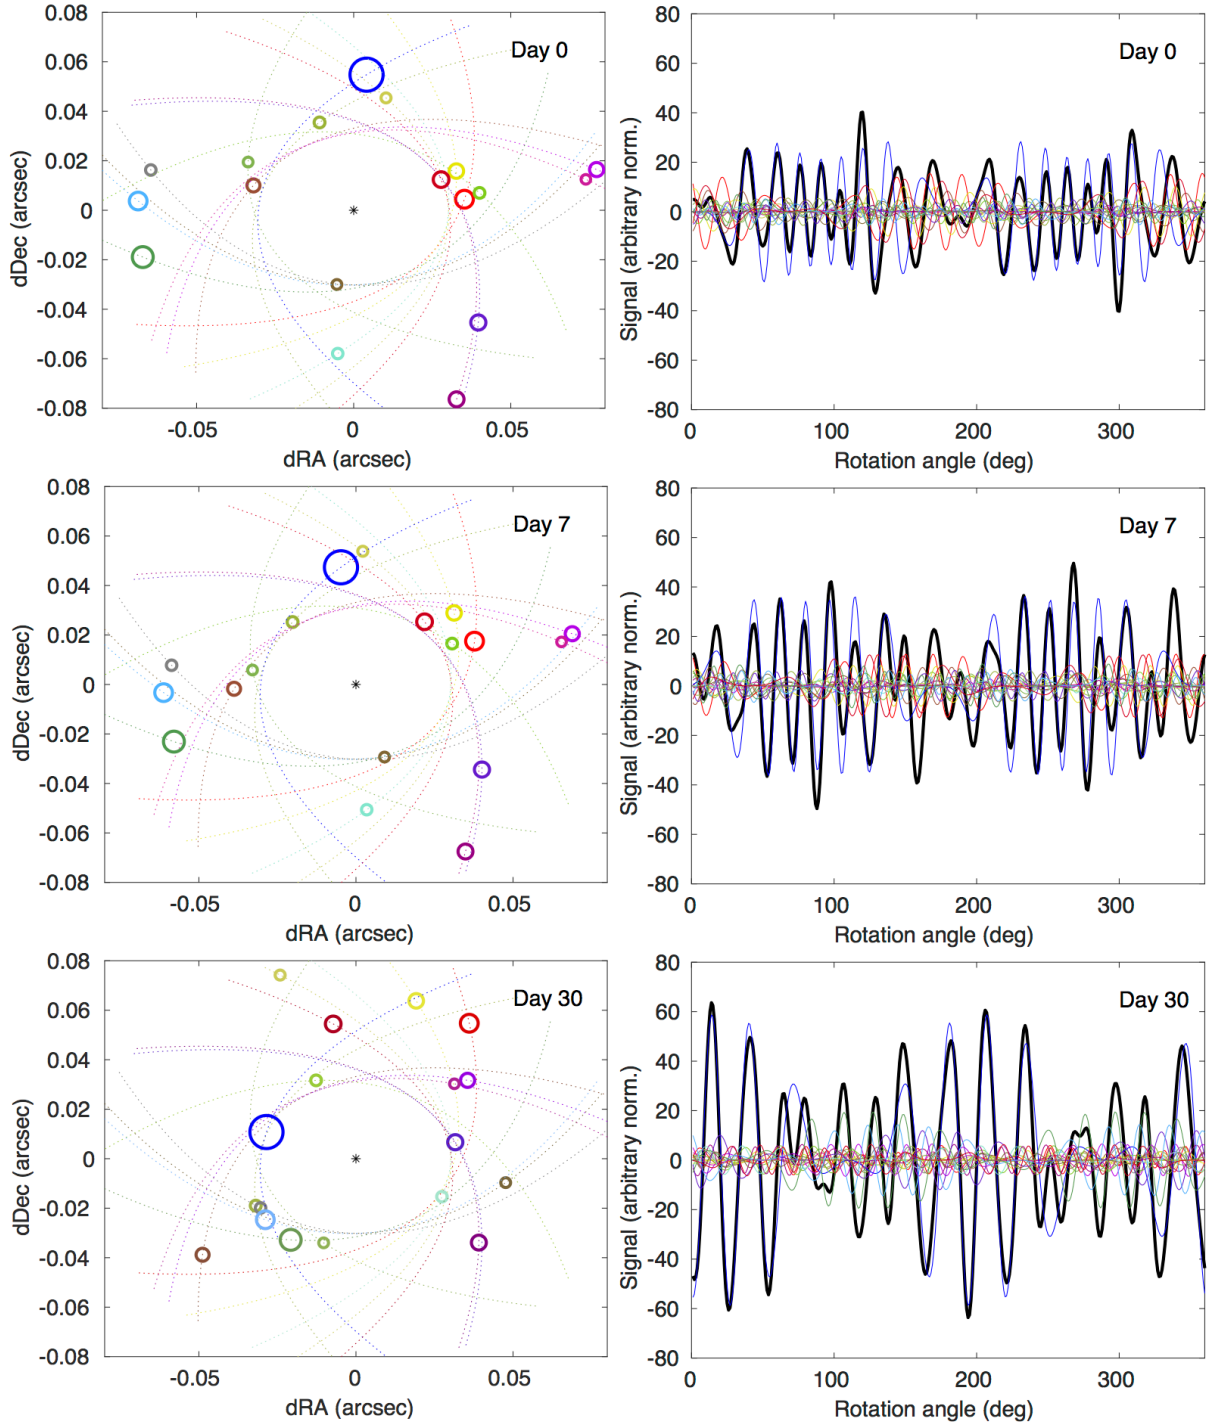 0.08
0.06
0.04
0.02
0
-0.02
-0.04
-0.06
-0.08
dDec (arcsec)
Day 0
-0.05 0 0.05
dRA (arcsec)
80
60
40
20
0
-20
-40
-60
-80
Signal (arbitrary norm.)
Day 0
0 100 200 300
Rotation angle (deg)
0.08
0.06
0.04
0.02
0
-0.02
-0.04
-0.06
-0.08
dDec (arcsec)
Day 7
-0.05 0 0.05
dRA (arcsec)
80
60
40
20
0
-20
-40
-60
-80
Signal (arbitrary norm.)
Day 7
0 100 200 300
Rotation angle (deg)
0.08
0.06
0.04
0.02
0
-0.02
-0.04
-0.06
-0.08
dDec (arcsec)
Day 30
-0.05 0 0.05
dRA (arcsec)
80
60
40
20
0
-20
-40
-60
-80
Signal (arbitrary norm.)
Day 30
0 100 200 300
Rotation angle (deg)